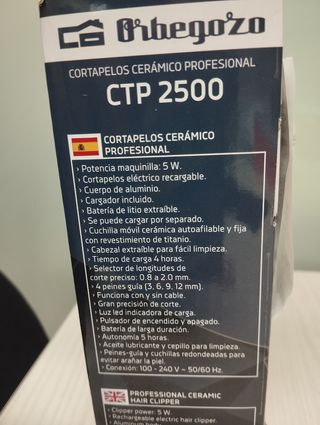 Orbegozo
CORTAPELOS CERÁMICO PROFESIONAL
CTP 2500
CORTAPELOS CERÁMICO
PROFESIONAL
› Potencia maquinilla: 5 W.
› Cortapelos eléctrico recargable.
› Cuerpo de aluminio.
› Cargador incluido.
› Batería de litio extraíble.
› Se puede cargar por separado.
› Cuchilla móvil cerámica autoafilable y fija
con revestimiento de titanio.
› Cabezal extraíble para fácil limpieza.
› Tiempo de carga 4 horas.
› Selector de longitudes de
corte preciso: 0.8 a 2.0 mm.
› 4 peines guía (3, 6, 9, 12 mm).
› Funciona con y sin cable.
› Gran precisión de corte.
› Luz led indicadora de carga.
› Pulsador de encendido y apagado.
› Batería de larga duración.
› Autonomía 5 horas.
› Aceite lubricante y cepillo para limpieza.
› Peines-guía y cuchillas redondeadas para
evitar arañar la piel.
› Conexión: 100 - 240 V ~ 50/60 Hz.
PROFESSIONAL CERAMIC
HAIR CLIPPER
› Clipper power: 5 W.
› Rechargeable electric hair clipper.
› Aluminum body